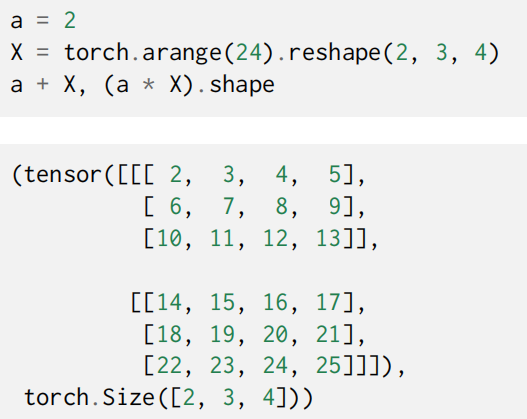 a = 2
X = torch.arange(24).reshape(2, 3, 4)
a + X, (a * X).shape
(tensor([[[ 2,  3,  4,  5],
          [ 6,  7,  8,  9],
          [10, 11, 12, 13]],
         [[14, 15, 16, 17],
          [18, 19, 20, 21],
          [22, 23, 24, 25]]]),
 torch.Size([2, 3, 4]))